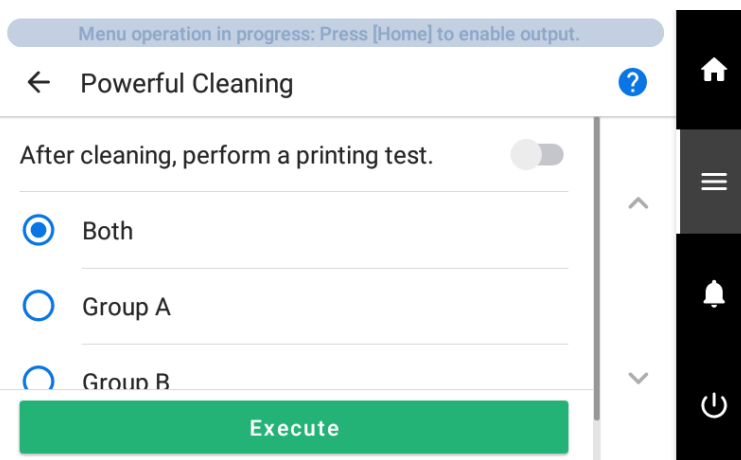 Menu operation in progress: Press [Home] to enable output.
Powerful Cleaning
?
After cleaning, perform a printing test.
Both
Group A
Group B
Execute